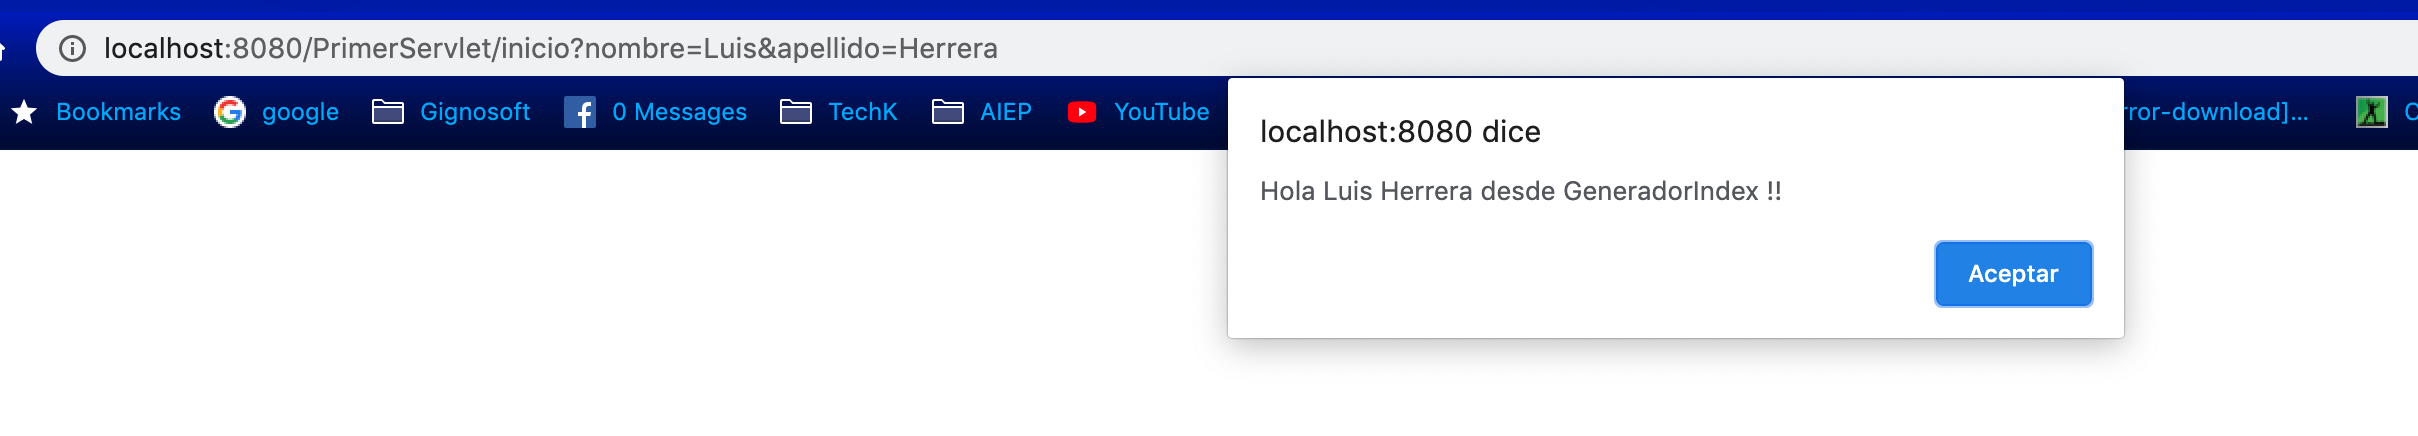 localhost:8080/PrimerServlet/inicio?nombre=Luis&apellido=Herrera
Bookmarks google Gignosoft 0 Messages TechK AIEP YouTube ror-download]...
localhost:8080 dice
Hola Luis Herrera desde GeneradorIndex !!
Aceptar